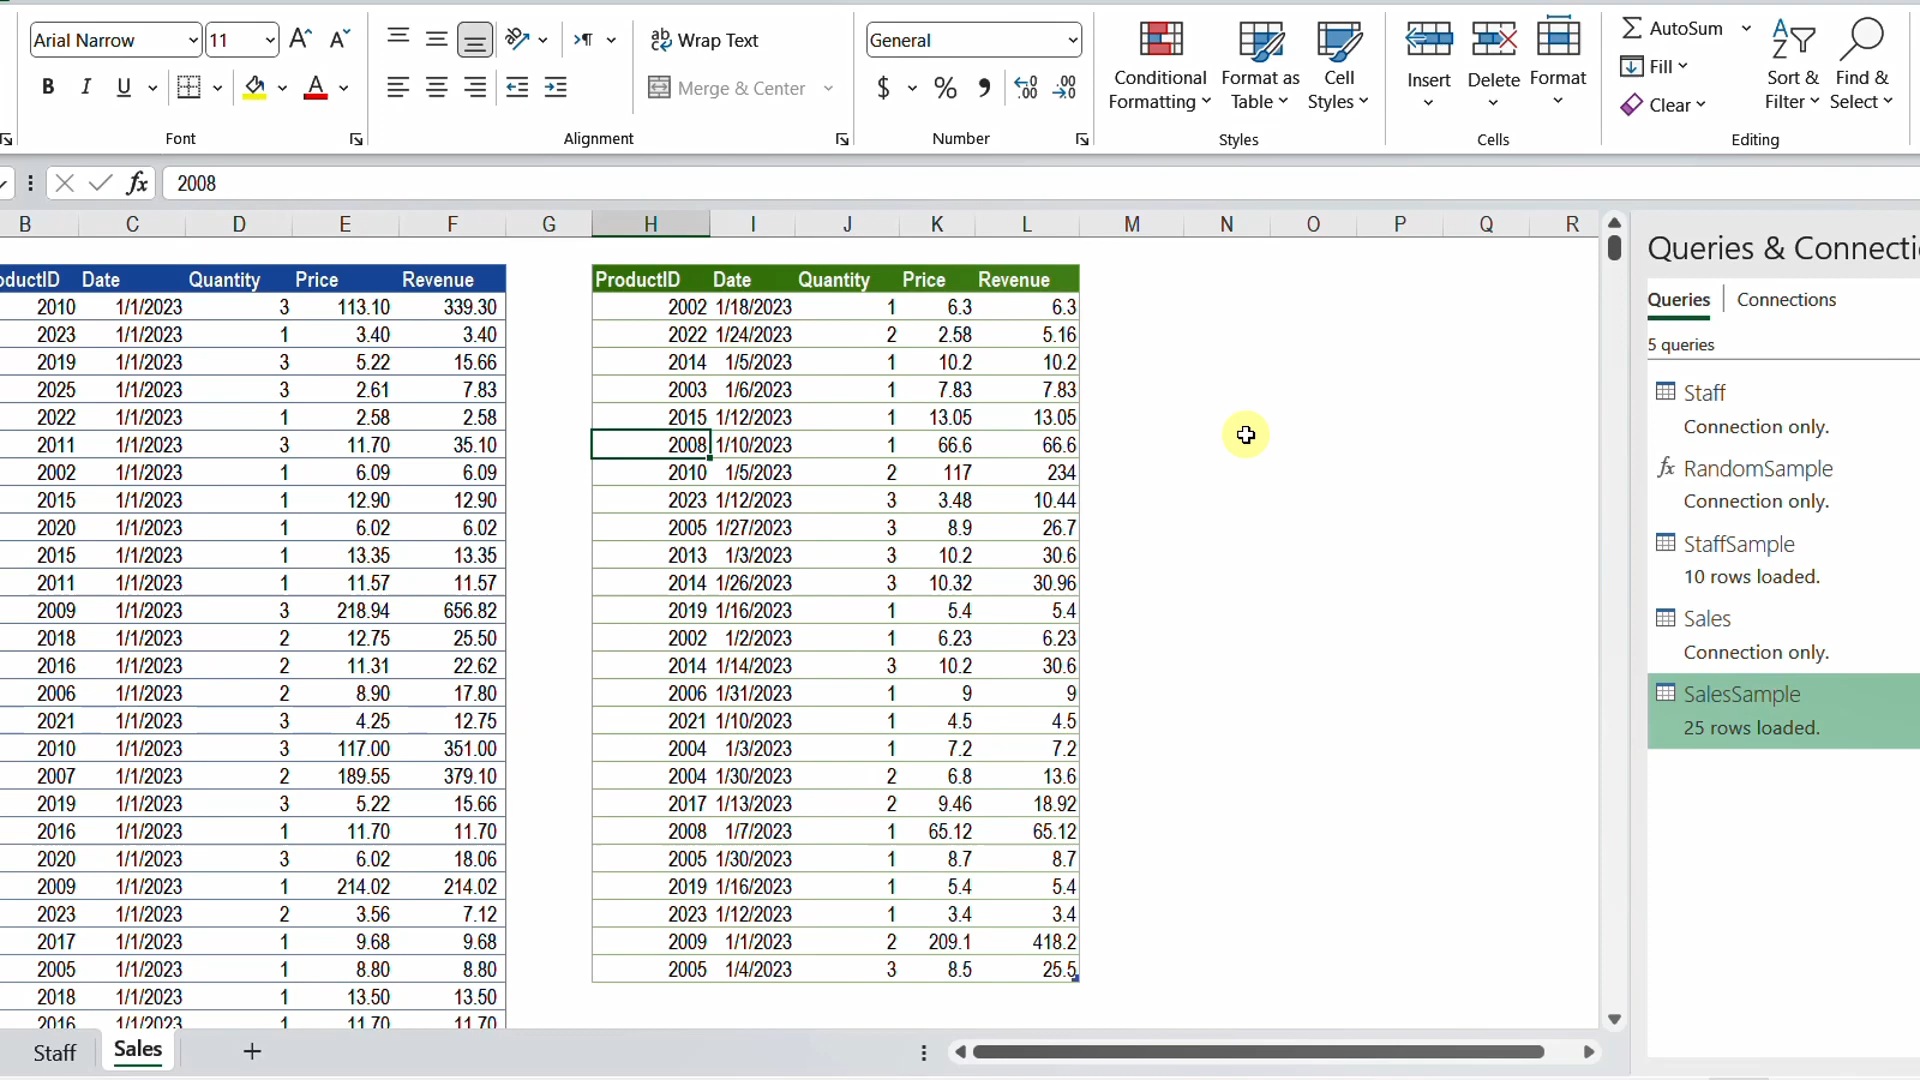 Arial Narrow 11 A^ Aˇ Wrap Text General AutoSum
B I U A Merge & Center $ % , .00 .00 Conditional Formatting Format as Table Cell Styles Insert Delete Format Fill Clear Sort & Filter Find & Select
Font Alignment Number Styles Cells Editing
fx 2008
B C D E F G H I J K L M N O P Q R
Queries & Connecti
Queries Connections
5 queries
Staff
Connection only.
fx RandomSample
Connection only.
StaffSample
10 rows loaded.
Sales
Connection only.
SalesSample
25 rows loaded.
oductID Date Quantity Price Revenue ProductID Date Quantity Price Revenue
2010 1/1/2023 3 113.10 339.30 2002 1/18/2023 1 6.3 6.3
2023 1/1/2023 1 3.40 3.40 2022 1/24/2023 2 2.58 5.16
2019 1/1/2023 3 5.22 15.66 2014 1/5/2023 1 10.2 10.2
2025 1/1/2023 3 2.61 7.83 2003 1/6/2023 1 7.83 7.83
2022 1/1/2023 1 2.58 2.58 2015 1/12/2023 1 13.05 13.05
2011 1/1/2023 3 11.70 35.10 2008 1/10/2023 1 66.6 66.6
2002 1/1/2023 1 6.09 6.09 2010 1/5/2023 2 117 234
2015 1/1/2023 1 12.90 12.90 2023 1/12/2023 3 3.48 10.44
2020 1/1/2023 1 6.02 6.02 2005 1/27/2023 3 8.9 26.7
2015 1/1/2023 1 13.35 13.35 2013 1/3/2023 3 10.2 30.6
2011 1/1/2023 1 11.57 11.57 2014 1/26/2023 3 10.32 30.96
2009 1/1/2023 3 218.94 656.82 2019 1/16/2023 1 5.4 5.4
2018 1/1/2023 2 12.75 25.50 2002 1/2/2023 1 6.23 6.23
2016 1/1/2023 2 11.31 22.62 2014 1/14/2023 3 10.2 30.6
2006 1/1/2023 2 8.90 17.80 2006 1/31/2023 1 9 9
2021 1/1/2023 3 4.25 12.75 2021 1/10/2023 1 4.5 4.5
2010 1/1/2023 3 117.00 351.00 2004 1/3/2023 1 7.2 7.2
2007 1/1/2023 2 189.55 379.10 2004 1/30/2023 2 6.8 13.6
2019 1/1/2023 3 5.22 15.66 2017 1/13/2023 2 9.46 18.92
2016 1/1/2023 1 11.70 11.70 2008 1/7/2023 1 65.12 65.12
2020 1/1/2023 3 6.02 18.06 2005 1/30/2023 1 8.7 8.7
2009 1/1/2023 1 214.02 214.02 2019 1/16/2023 1 5.4 5.4
2023 1/1/2023 2 3.56 7.12 2023 1/12/2023 1 3.4 3.4
2017 1/1/2023 1 9.68 9.68 2009 1/1/2023 2 209.1 418.2
2005 1/1/2023 1 8.80 8.80 2005 1/4/2023 3 8.5 25.5
2018 1/1/2023 1 13.50 13.50
2016 1/1/2023 1 11.70 11.70
Staff Sales +